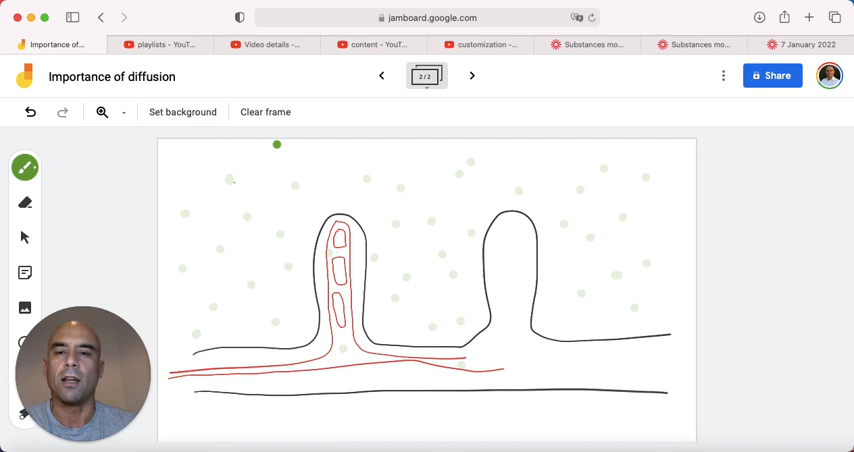 jamboard.google.com
Importance of...
playlists - YouT...
Video details -...
content - YouT...
customization -...
Substances mo...
Substances mo...
7 January 2022
Importance of diffusion
2/2
Share
Set background
Clear frame